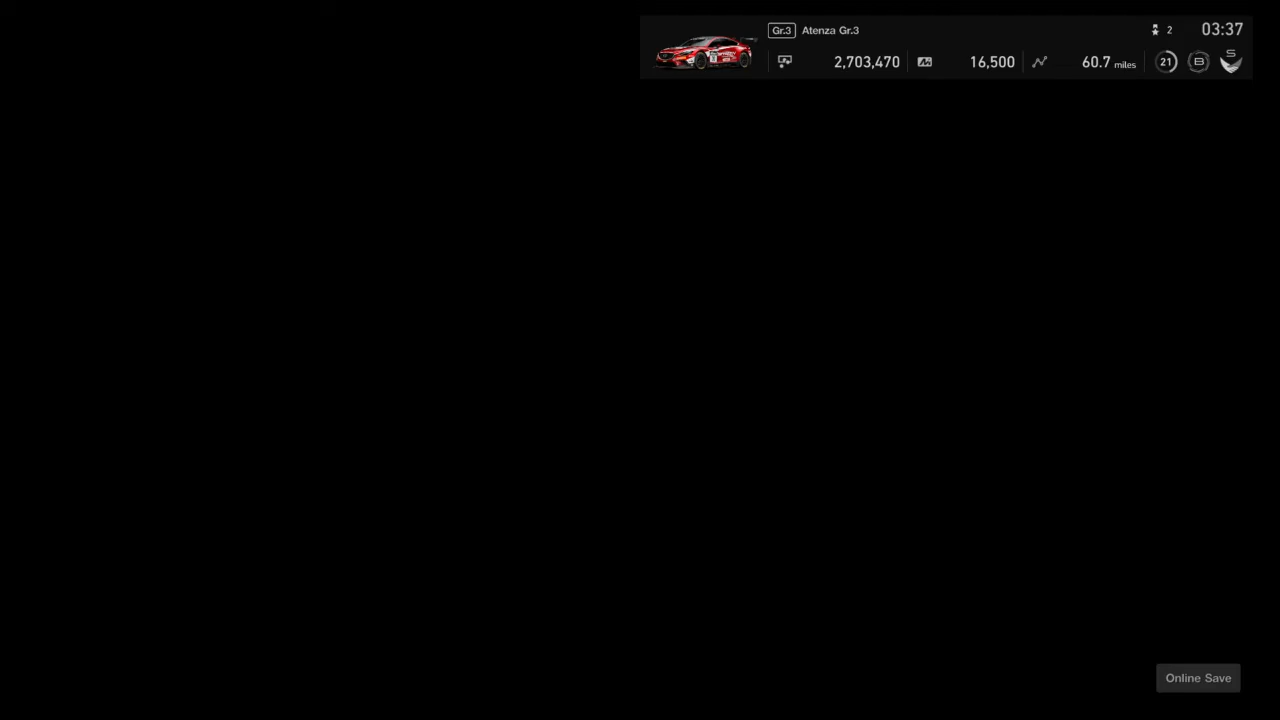 Gr.3 Atenza Gr.3 2 03:37
2,703,470 16,500 60.7 miles 21 B S
Online Save